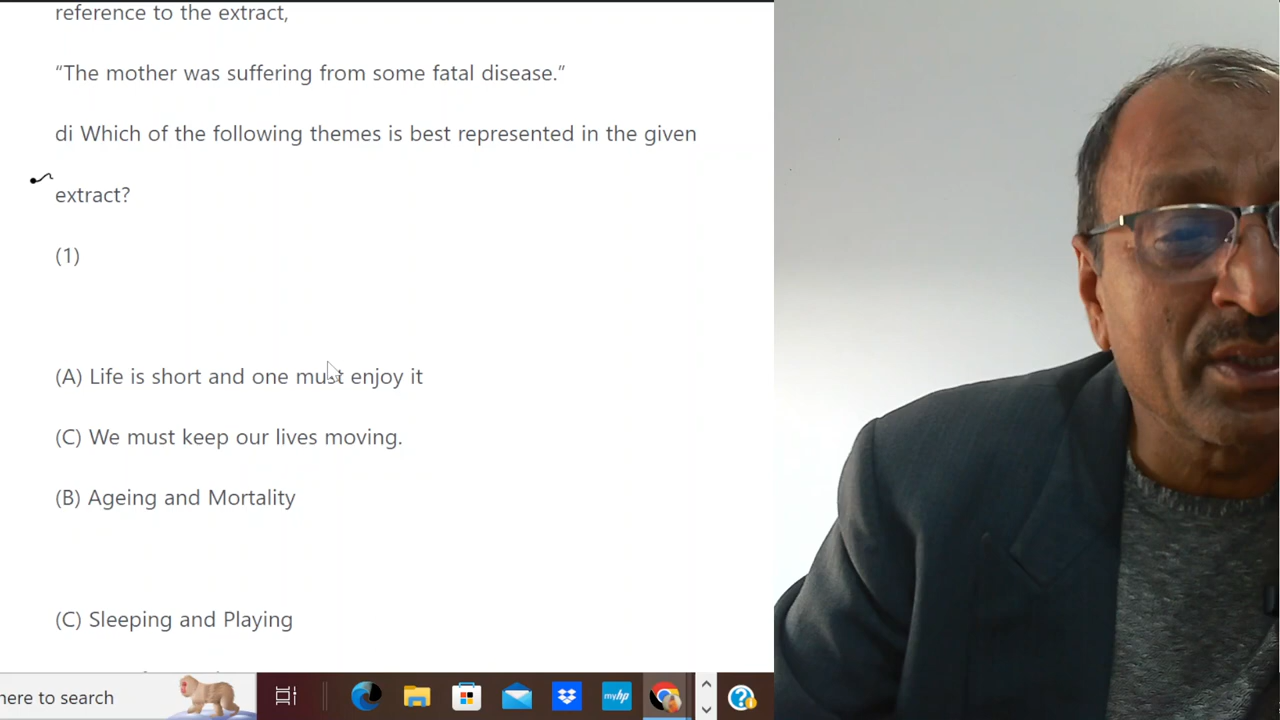 reference to the extract,
“The mother was suffering from some fatal disease.”
di Which of the following themes is best represented in the given
extract?
(1)
(A) Life is short and one must enjoy it
(C) We must keep our lives moving.
(B) Ageing and Mortality
(C) Sleeping and Playing
here to search
myhp